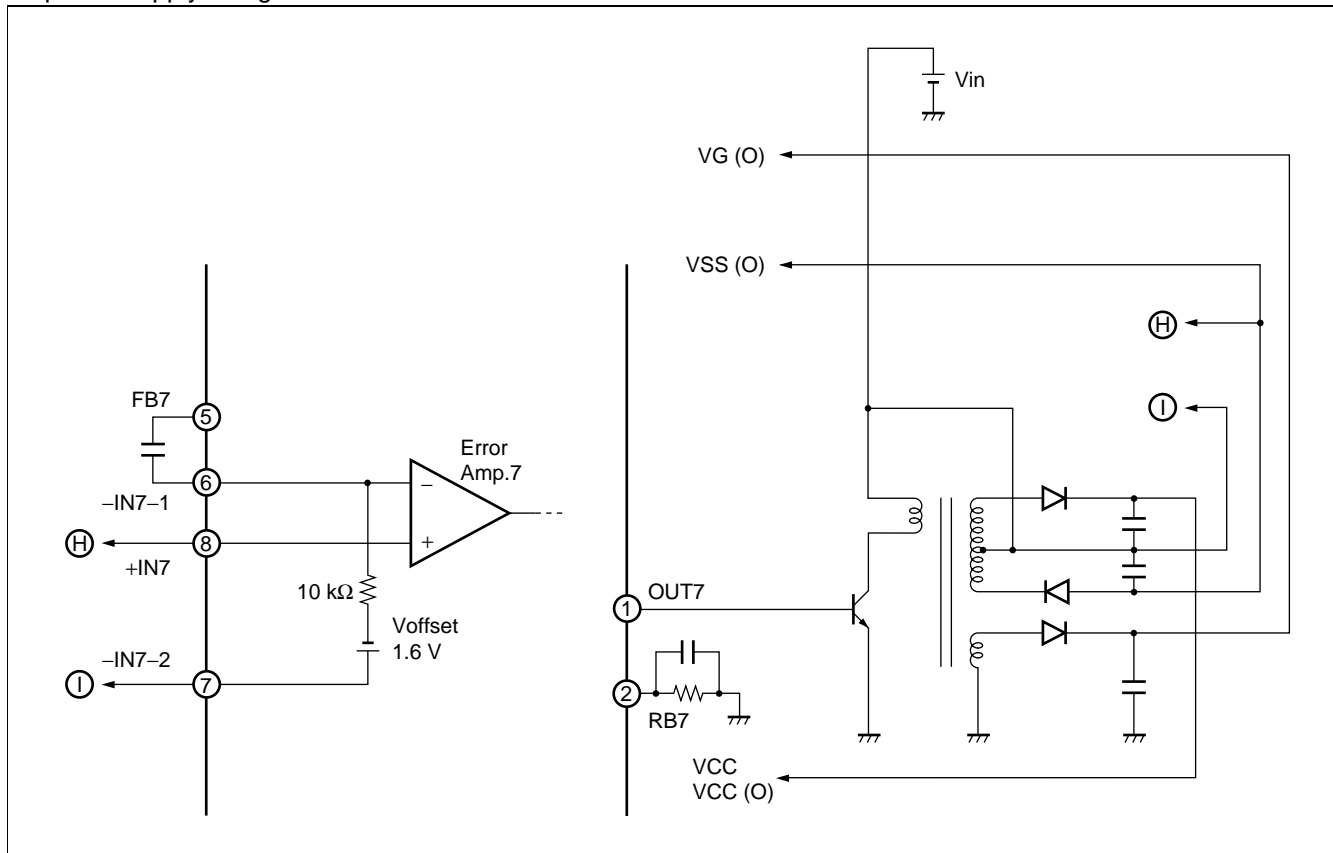 Vin
VG (O)
VSS (O)
H
I
FB7
5
Error
Amp.7
6
−
−IN7−1
H
8
+
+IN7
10 kΩ
OUT7
1
Voffset
1.6 V
−IN7−2
I
7
2
RB7
VCC
VCC (O)